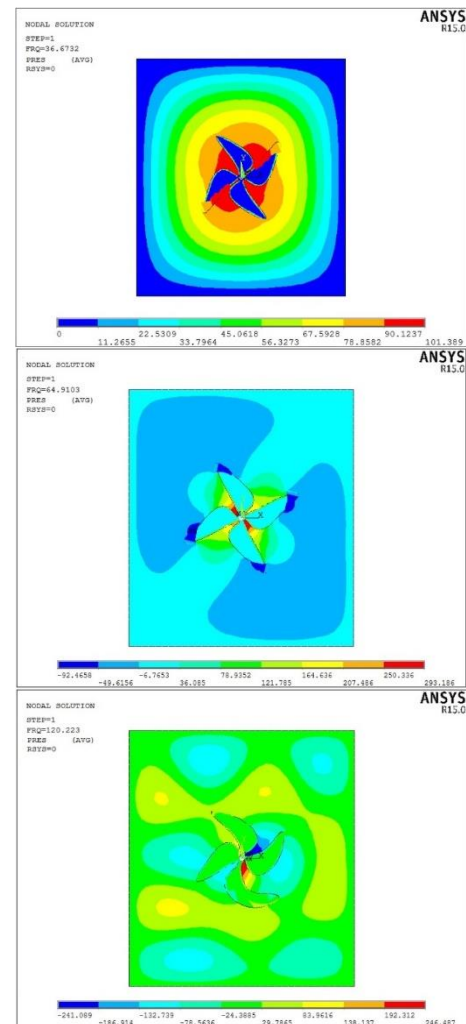 ANSYS
R15.0
NODAL SOLUTION
STEP=1
FRQ=36.6732
PRES (AVG)
RSYS=0
0 22.5309 45.0618 67.5928 90.1237
11.2655 33.7964 56.3273 78.8582 101.389
ANSYS
R15.0
NODAL SOLUTION
STEP=1
FRQ=64.9103
PRES (AVG)
RSYS=0
X
-92.4658 -6.7653 78.9352 164.636 250.336
-49.6156 36.085 121.785 207.486 293.186
ANSYS
R15.0
NODAL SOLUTION
STEP=1
FRQ=120.223
PRES (AVG)
RSYS=0
-241.089 -132.739 -24.3885 83.9616 192.312
-186.914 -78.5636 29.7865 138.137 246.487